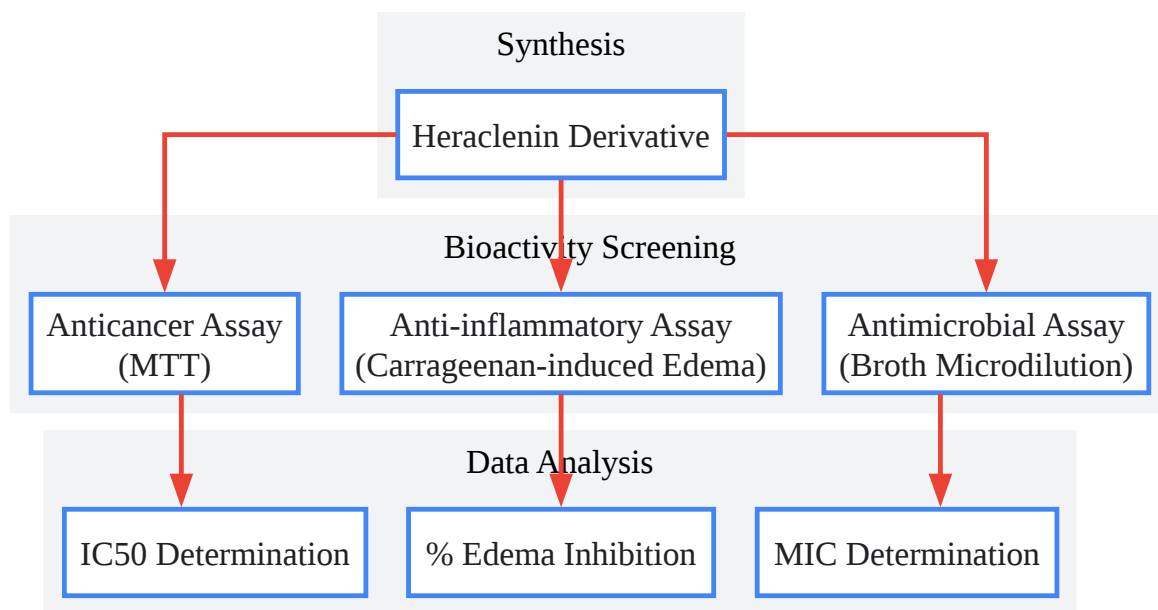 Synthesis
Heraclenin Derivative
Bioactivity Screening
Anticancer Assay
(MTT)
Anti-inflammatory Assay
(Carrageenan-induced Edema)
Antimicrobial Assay
(Broth Microdilution)
Data Analysis
IC50 Determination
% Edema Inhibition
MIC Determination